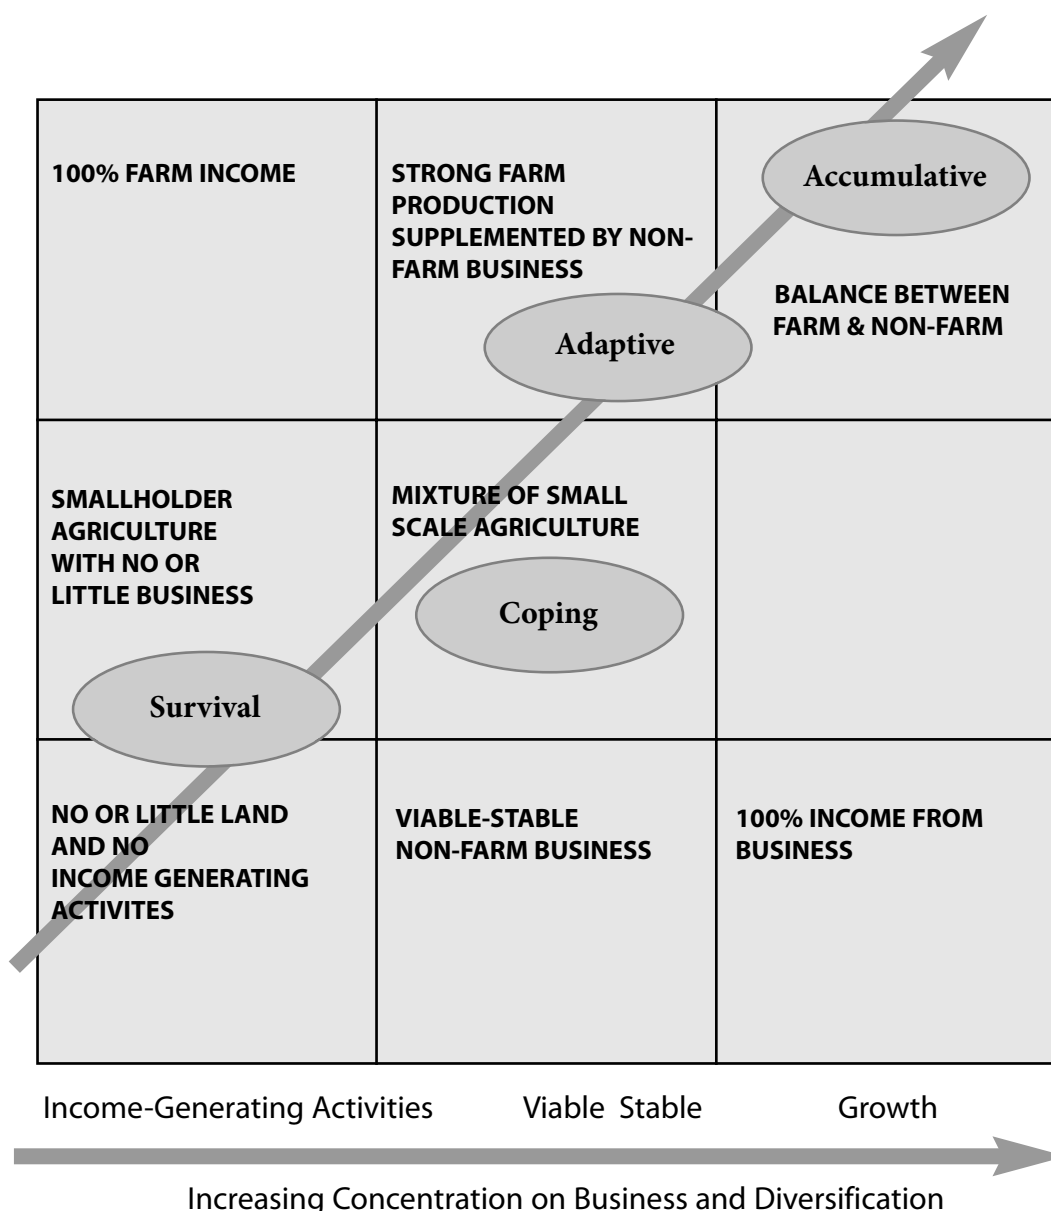 100% FARM INCOME
STRONG FARM
PRODUCTION
SUPPLEMENTED BY NON-
FARM BUSINESS
Accumulative
BALANCE BETWEEN
FARM & NON-FARM
Adaptive
SMALLHOLDER
AGRICULTURE
WITH NO OR
LITTLE BUSINESS
MIXTURE OF SMALL
SCALE AGRICULTURE
Coping
Survival
NO OR LITTLE LAND
AND NO
INCOME GENERATING
ACTIVITES
VIABLE-STABLE
NON-FARM BUSINESS
100% INCOME FROM
BUSINESS
Income-Generating Activities
Viable Stable
Growth
Increasing Concentration on Business and Diversification